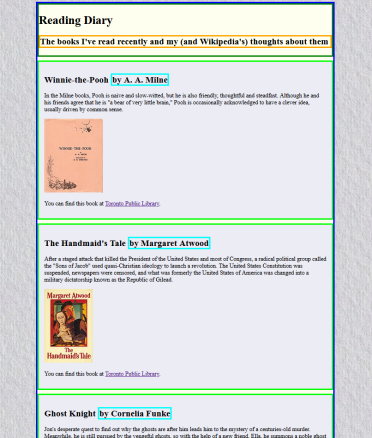 Reading Diary
The books I've read recently and my (and Wikipedia's) thoughts about them
Winnie-the-Pooh by A. A. Milne
In the Milne books, Pooh is naive and slow-witted, but he is also friendly, thoughtful and steadfast. Although he and
his friends agree that he is "a bear of very little brain," Pooh is occasionally acknowledged to have a clever idea,
usually driven by common sense.
WINNIE-THE-POOH
You can find this book at Toronto Public Library.
The Handmaid's Tale by Margaret Atwood
After a staged attack that killed the President of the United States and most of Congress, a radical political group called
the "Sons of Jacob" used quasi-Christian ideology to launch a revolution. The United States Constitution was
suspended, newspapers were censored, and what was formerly the United States of America was changed into a
military dictatorship known as the Republic of Gilead.
Margaret Atwood
The
Handmaid's Tale
You can find this book at Toronto Public Library.
Ghost Knight by Cornelia Funke
Jon's desperate quest to find out why the ghosts are after him leads him to the mystery of a centuries-old murder.
Meanwhile, he is still pursued by the vengeful ghosts, so with the help of a new friend, Ella, he summons a noble ghost